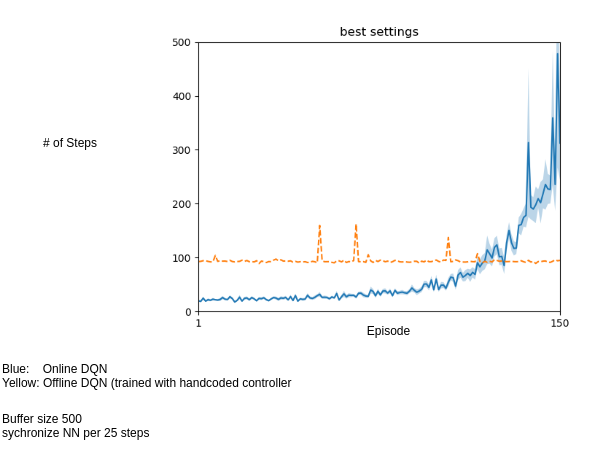 best settings
500
400
# of Steps
300
200
100
0
1
150
Episode
Blue: Online DQN
Yellow: Offline DQN (trained with handcoded controller
Buffer size 500
sychronize NN per 25 steps